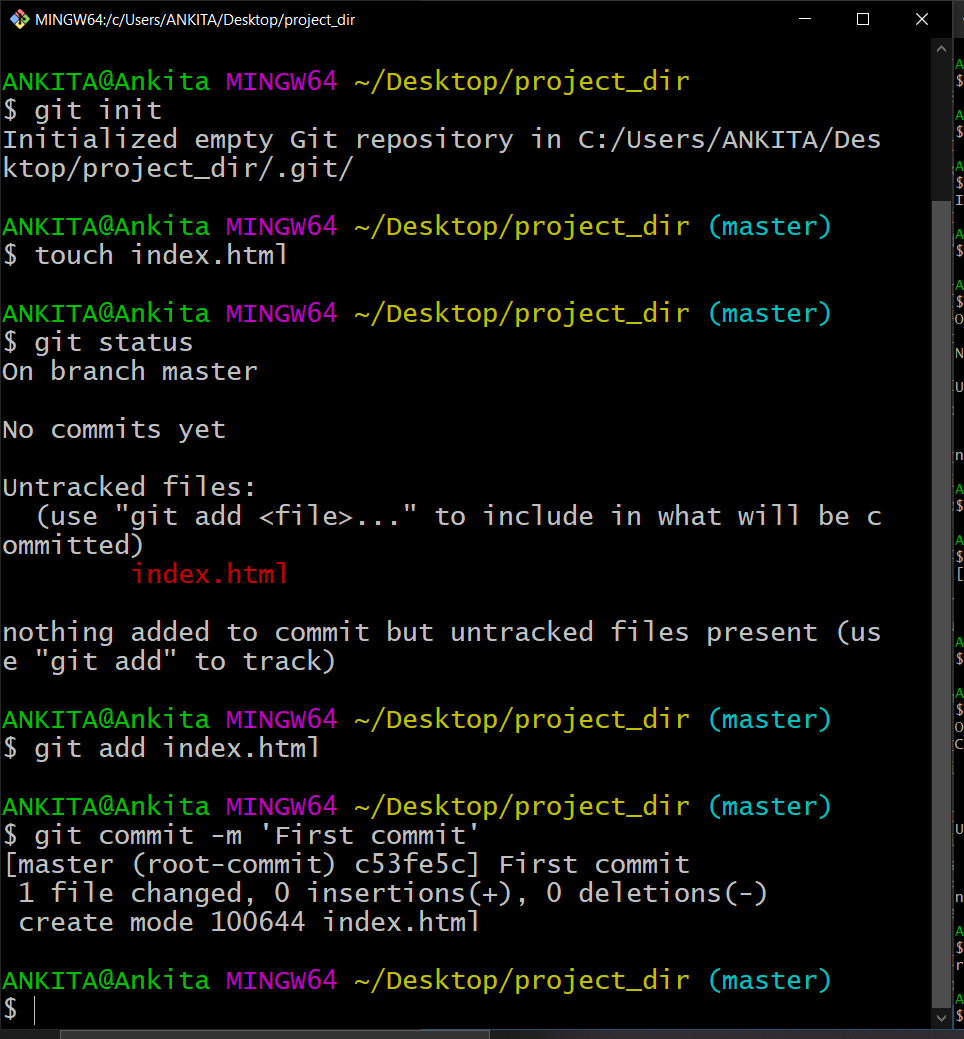 MINGW64:/c/Users/ANKITA/Desktop/project_dir
ANKITA@Ankita MINGW64 ~/Desktop/project_dir
$ git init
Initialized empty Git repository in C:/Users/ANKITA/Des
ktop/project_dir/.git/
ANKITA@Ankita MINGW64 ~/Desktop/project_dir (master)
$ touch index.html
ANKITA@Ankita MINGW64 ~/Desktop/project_dir (master)
$ git status
On branch master
No commits yet
Untracked files:
  (use "git add <file>..." to include in what will be c
ommitted)
        index.html
nothing added to commit but untracked files present (us
e "git add" to track)
ANKITA@Ankita MINGW64 ~/Desktop/project_dir (master)
$ git add index.html
ANKITA@Ankita MINGW64 ~/Desktop/project_dir (master)
$ git commit -m 'First commit'
[master (root-commit) c53fe5c] First commit
 1 file changed, 0 insertions(+), 0 deletions(-)
 create mode 100644 index.html
ANKITA@Ankita MINGW64 ~/Desktop/project_dir (master)
$